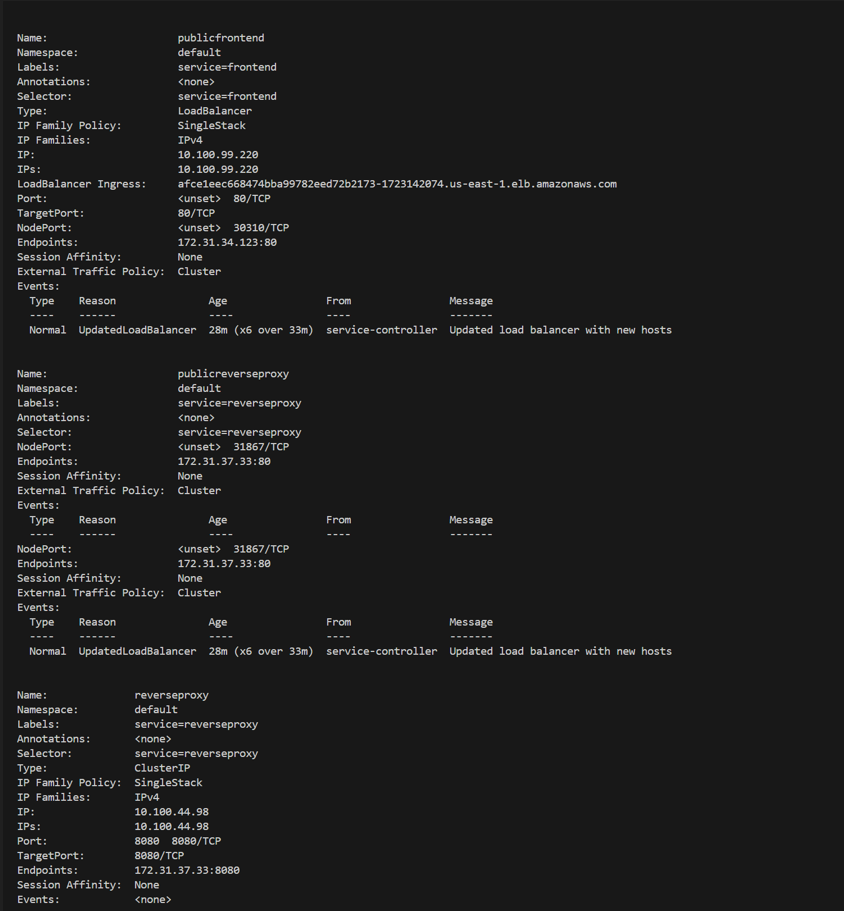 Name:                     publicfrontend
Namespace:                default
Labels:                   service=frontend
Annotations:              <none>
Selector:                 service=frontend
Type:                     LoadBalancer
IP Family Policy:         SingleStack
IP Families:              IPv4
IP:                       10.100.99.220
IPs:                      10.100.99.220
LoadBalancer Ingress:     afce1eec668474bba99782eed72b2173-1723142074.us-east-1.elb.amazonaws.com
Port:                     <unset>  80/TCP
TargetPort:               80/TCP
NodePort:                 <unset>  30310/TCP
Endpoints:                172.31.34.123:80
Session Affinity:         None
External Traffic Policy:  Cluster
Events:
  Type    Reason               Age                From                Message
  ----    ------               ----               ----                -------
  Normal  UpdatedLoadBalancer  28m (x6 over 33m)  service-controller  Updated load balancer with new hosts
Name:                     publicreverseproxy
Namespace:                default
Labels:                   service=reverseproxy
Annotations:              <none>
Selector:                 service=reverseproxy
NodePort:                 <unset>  31867/TCP
Endpoints:                172.31.37.33:80
Session Affinity:         None
External Traffic Policy:  Cluster
Events:
  Type    Reason               Age                From                Message
  ----    ------               ----               ----                -------
NodePort:                 <unset>  31867/TCP
Endpoints:                172.31.37.33:80
Session Affinity:         None
External Traffic Policy:  Cluster
Events:
  Type    Reason               Age                From                Message
  ----    ------               ----               ----                -------
  Normal  UpdatedLoadBalancer  28m (x6 over 33m)  service-controller  Updated load balancer with new hosts
Name:              reverseproxy
Namespace:         default
Labels:            service=reverseproxy
Annotations:       <none>
Selector:          service=reverseproxy
Type:              ClusterIP
IP Family Policy:  SingleStack
IP Families:       IPv4
IP:                10.100.44.98
IPs:               10.100.44.98
Port:              8080  8080/TCP
TargetPort:        8080/TCP
Endpoints:         172.31.37.33:8080
Session Affinity:  None
Events:            <none>